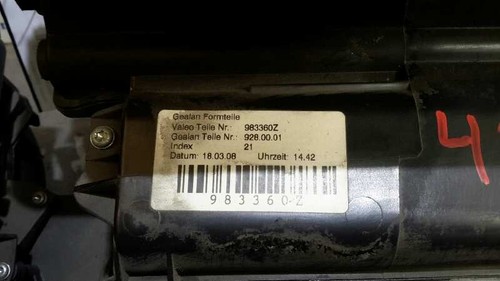 Gealan Formteile
Valeo Teile Nr.: 983360Z
Gealan Teile Nr.: 928.00.01
Index 21
Datum: 18.03.08 Uhrzeit: 14.42
983360-Z
4